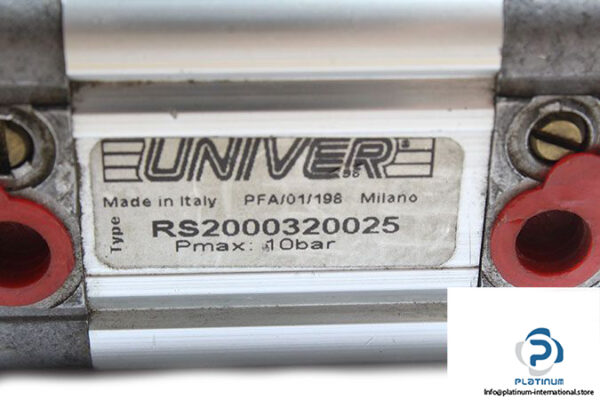 UNIVER
Made in Italy PFA/01/198 Milano
Type RS2000320025
Pmax: 10bar
PLATINUM
Info@platinum-international.store